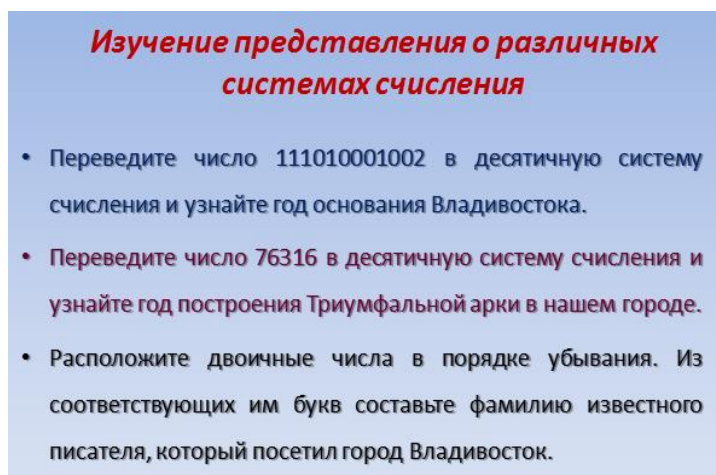 Изучение представления о различных
системах счисления
• Переведите число 111010001002 в десятичную систему
счисления и узнайте год основания Владивостока.
• Переведите число 76316 в десятичную систему счисления и
узнайте год построения Триумфальной арки в нашем городе.
• Расположите двоичные числа в порядке убывания. Из
соответствующих им букв составьте фамилию известного
писателя, который посетил город Владивосток.